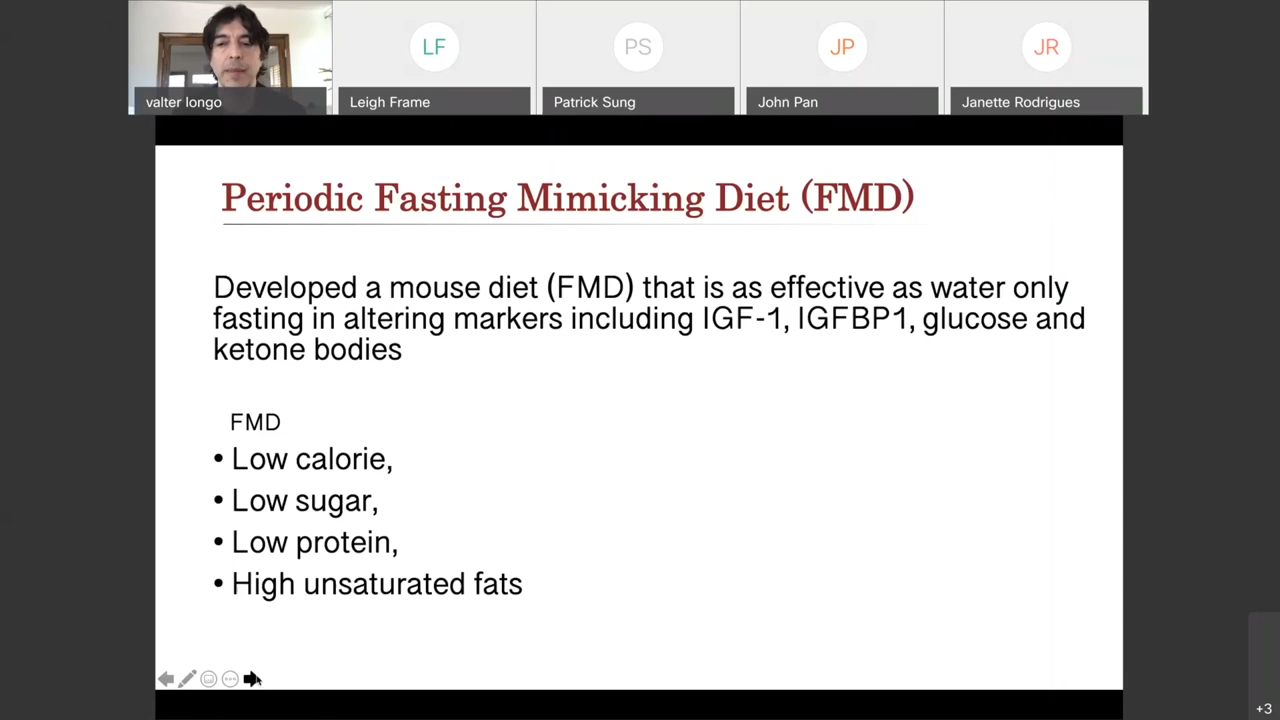 LF
PS
JP
JR
valter longo
Leigh Frame
Patrick Sung
John Pan
Janette Rodrigues
Periodic Fasting Mimicking Diet (FMD)
Developed a mouse diet (FMD) that is as effective as water only
fasting in altering markers including IGF-1, IGFBP1, glucose and
ketone bodies
FMD
• Low calorie,
• Low sugar,
• Low protein,
• High unsaturated fats
+3